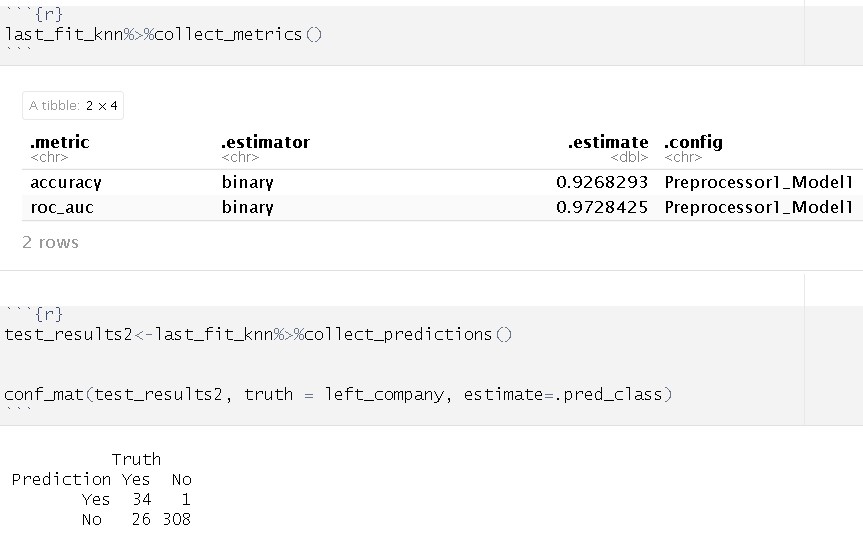 ```{r}
last_fit_knn%>%collect_metrics()
```
A tibble: 2 × 4
.metric .estimator .estimate .config
<chr> <chr> <dbl> <chr>
accuracy binary 0.9268293 Preprocessor1_Model1
roc_auc binary 0.9728425 Preprocessor1_Model1
2 rows
```{r}
test_results2<-last_fit_knn%>%collect_predictions()
conf_mat(test_results2, truth = left_company, estimate=.pred_class)
```
Truth
Prediction Yes No
Yes 34 1
No 26 308